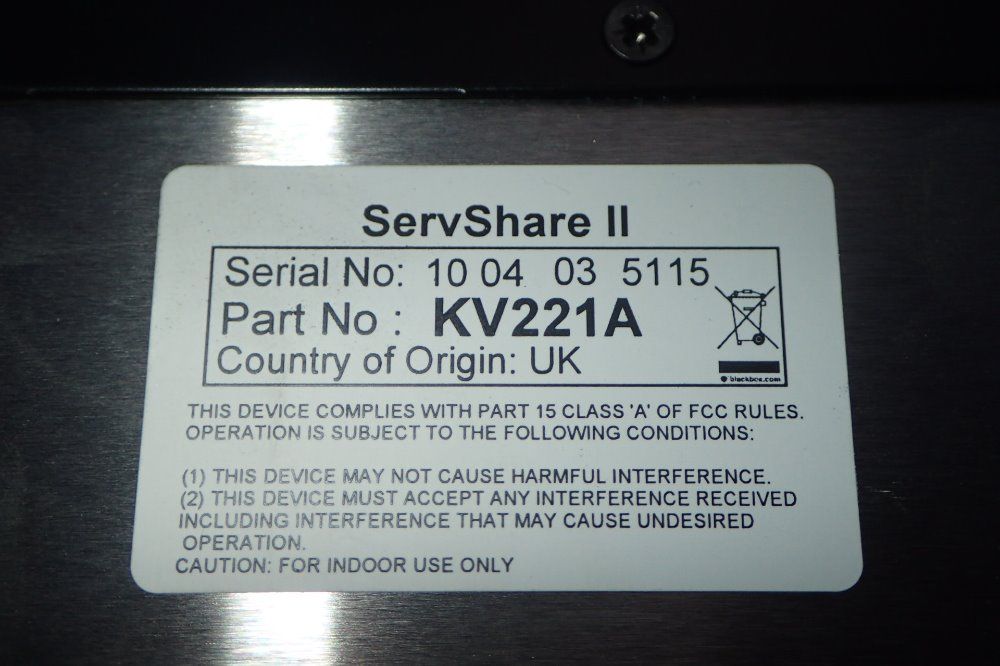 ServShare II
Serial No: 10 04 03 5115
Part No : KV221A
Country of Origin: UK
blackbox.com
THIS DEVICE COMPLIES WITH PART 15 CLASS 'A' OF FCC RULES.
OPERATION IS SUBJECT TO THE FOLLOWING CONDITIONS:
(1) THIS DEVICE MAY NOT CAUSE HARMFUL INTERFERENCE.
(2) THIS DEVICE MUST ACCEPT ANY INTERFERENCE RECEIVED
INCLUDING INTERFERENCE THAT MAY CAUSE UNDESIRED
OPERATION.
CAUTION: FOR INDOOR USE ONLY